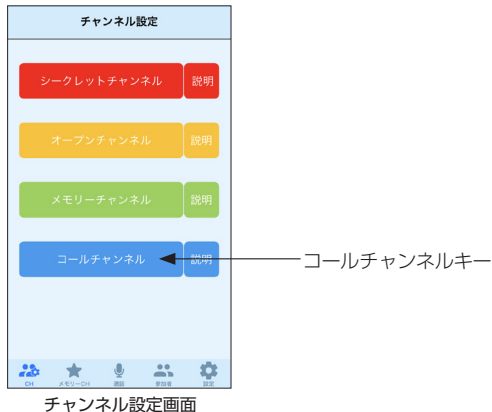 チャンネル設定
シークレットチャンネル 説明
オープンチャンネル 説明
メモリーチャンネル 説明
コールチャンネル 説明
コールチャンネルキー
CH メモリーCH 通話 参加者 設定
チャンネル設定画面